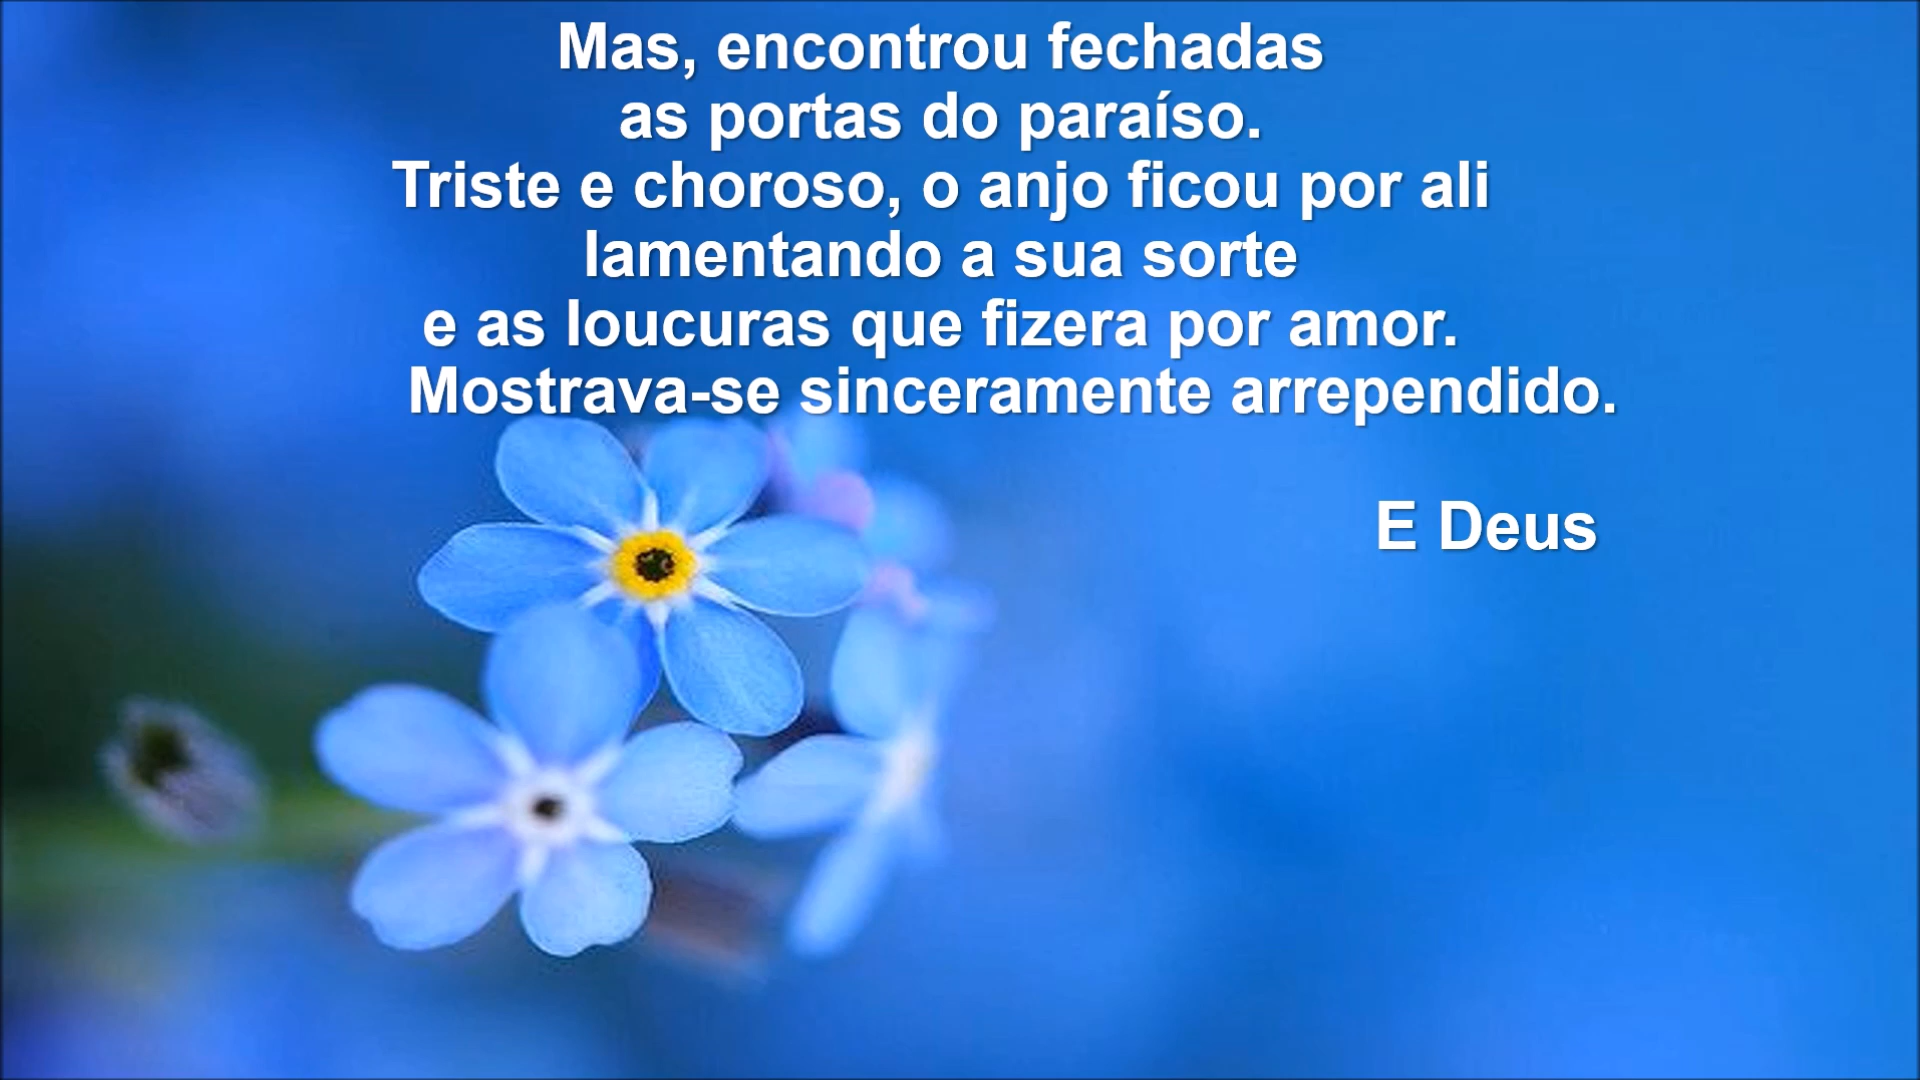 Mas, encontrou fechadas
as portas do paraíso.
Triste e choroso, o anjo ficou por ali
lamentando a sua sorte
e as loucuras que fizera por amor.
Mostrava-se sinceramente arrependido.
E Deus